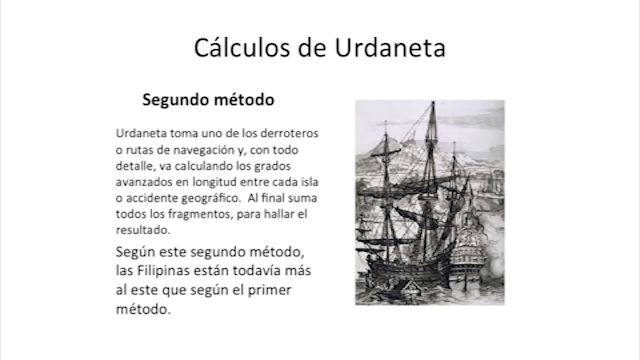 Cálculos de Urdaneta
Segundo método
Urdaneta toma uno de los derroteros
o rutas de navegación y, con todo
detalle, va calculando los grados
avanzados en longitud entre cada isla
o accidente geográfico. Al final suma
todos los fragmentos, para hallar el
resultado.
Según este segundo método,
las Filipinas están todavía más
al este que según el primer
método.